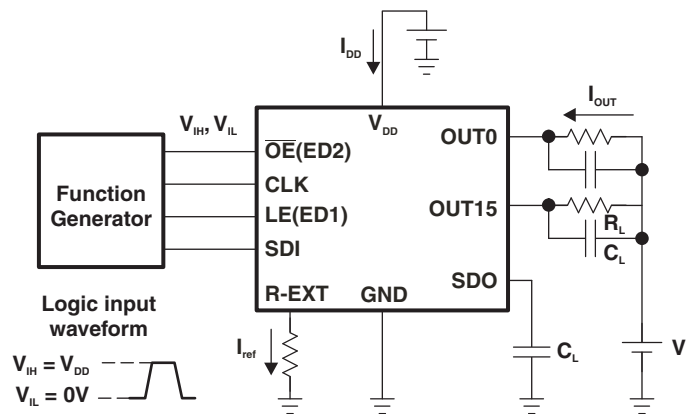 I_DD
V_IH, V_IL
I_OUT
V_DD
OUT0
OE(ED2)
CLK
Function
Generator
LE(ED1)
OUT15
SDI
R_L
C_L
SDO
R-EXT
GND
Logic input
waveform
I_ref
C_L
V
V_IH = V_DD
V_IL = 0V